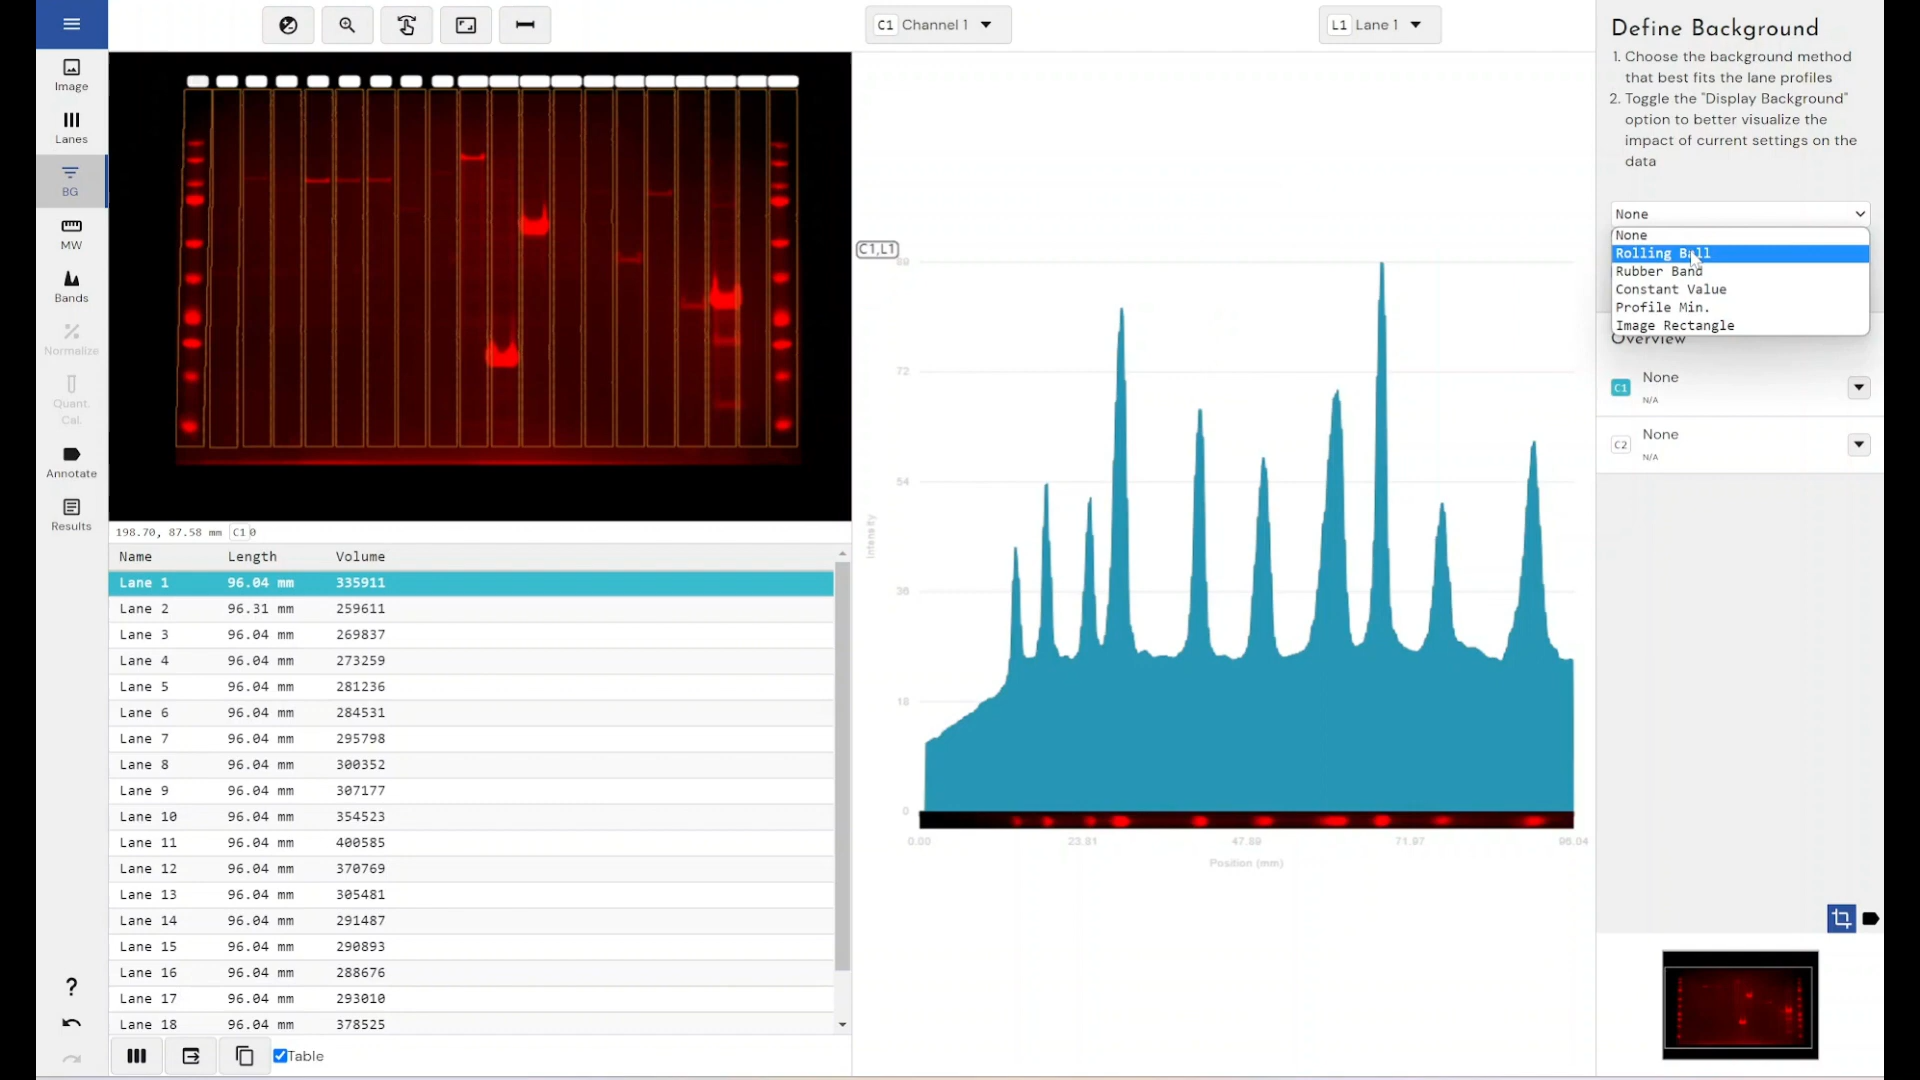 C1 Channel 1
L1 Lane 1
Define Background
1. Choose the background method
that best fits the lane profiles
2. Toggle the "Display Background"
option to better visualize the
impact of current settings on the
data
Image
Lanes
BG
MW
Bands
Normalize
Quant.
Cal.
Annotate
Results
None
None
Rolling Ball
Rubber Band
Constant Value
Profile Min.
Image Rectangle
Overview
C1 None
N/A
C2 None
N/A
C1,L1
89
72
54
36
18
0
Intensity
0.00 23.81 47.89 71.97 96.04
Position (mm)
198.70, 87.58 mm C1 0
Name Length Volume
Lane 1 96.04 mm 335911
Lane 2 96.31 mm 259611
Lane 3 96.04 mm 269837
Lane 4 96.04 mm 273259
Lane 5 96.04 mm 281236
Lane 6 96.04 mm 284531
Lane 7 96.04 mm 295798
Lane 8 96.04 mm 300352
Lane 9 96.04 mm 307177
Lane 10 96.04 mm 354523
Lane 11 96.04 mm 400585
Lane 12 96.04 mm 370769
Lane 13 96.04 mm 305481
Lane 14 96.04 mm 291487
Lane 15 96.04 mm 290893
Lane 16 96.04 mm 288676
Lane 17 96.04 mm 293010
Lane 18 96.04 mm 378525
?
Table